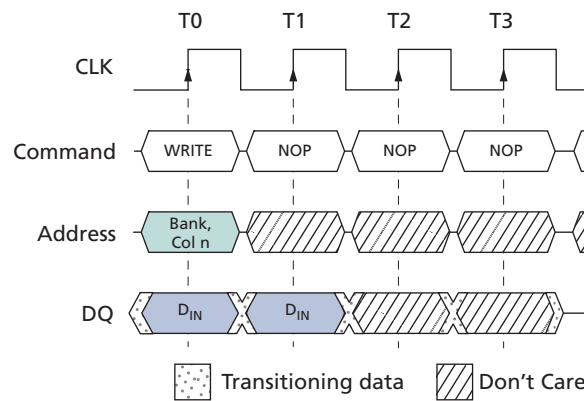 T0 T1 T2 T3
CLK
Command WRITE NOP NOP NOP
Address Bank,
Col n
DQ DIN DIN
Transitioning data Don't Care